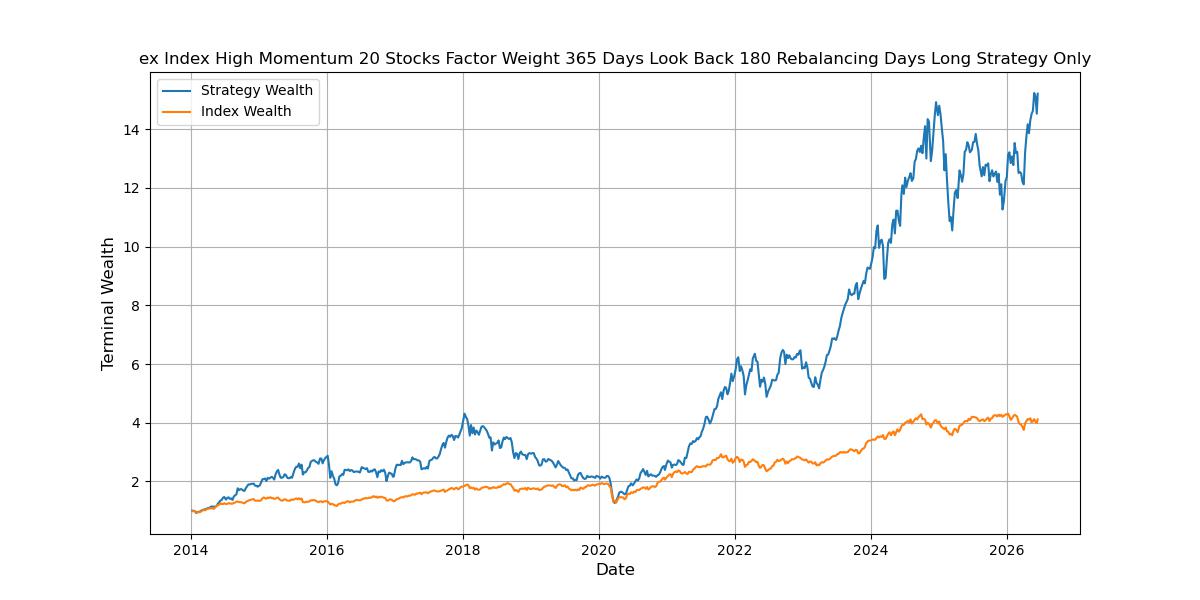 ex Index High Momentum 20 Stocks Factor Weight 365 Days Look Back 180 Rebalancing Days Long Strategy Only
Strategy Wealth
Index Wealth
Terminal Wealth
14
12
10
8
6
4
2
2014 2016 2018 2020 2022 2024 2026
Date